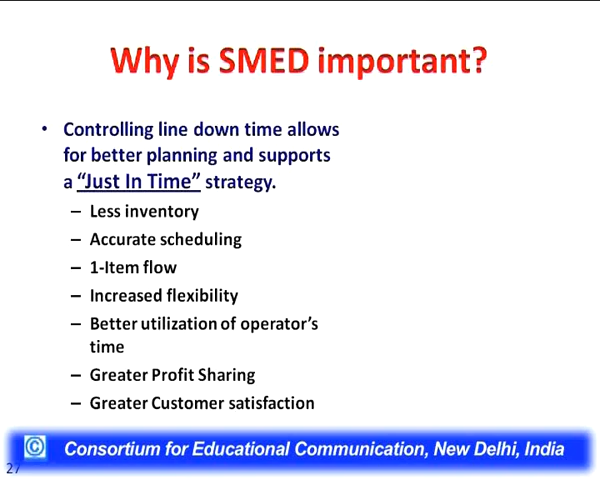 Why is SMED important?
• Controlling line down time allows
for better planning and supports
a “Just In Time” strategy.
– Less inventory
– Accurate scheduling
– 1-Item flow
– Increased flexibility
– Better utilization of operator’s
time
– Greater Profit Sharing
– Greater Customer satisfaction
© Consortium for Educational Communication, New Delhi, India
27